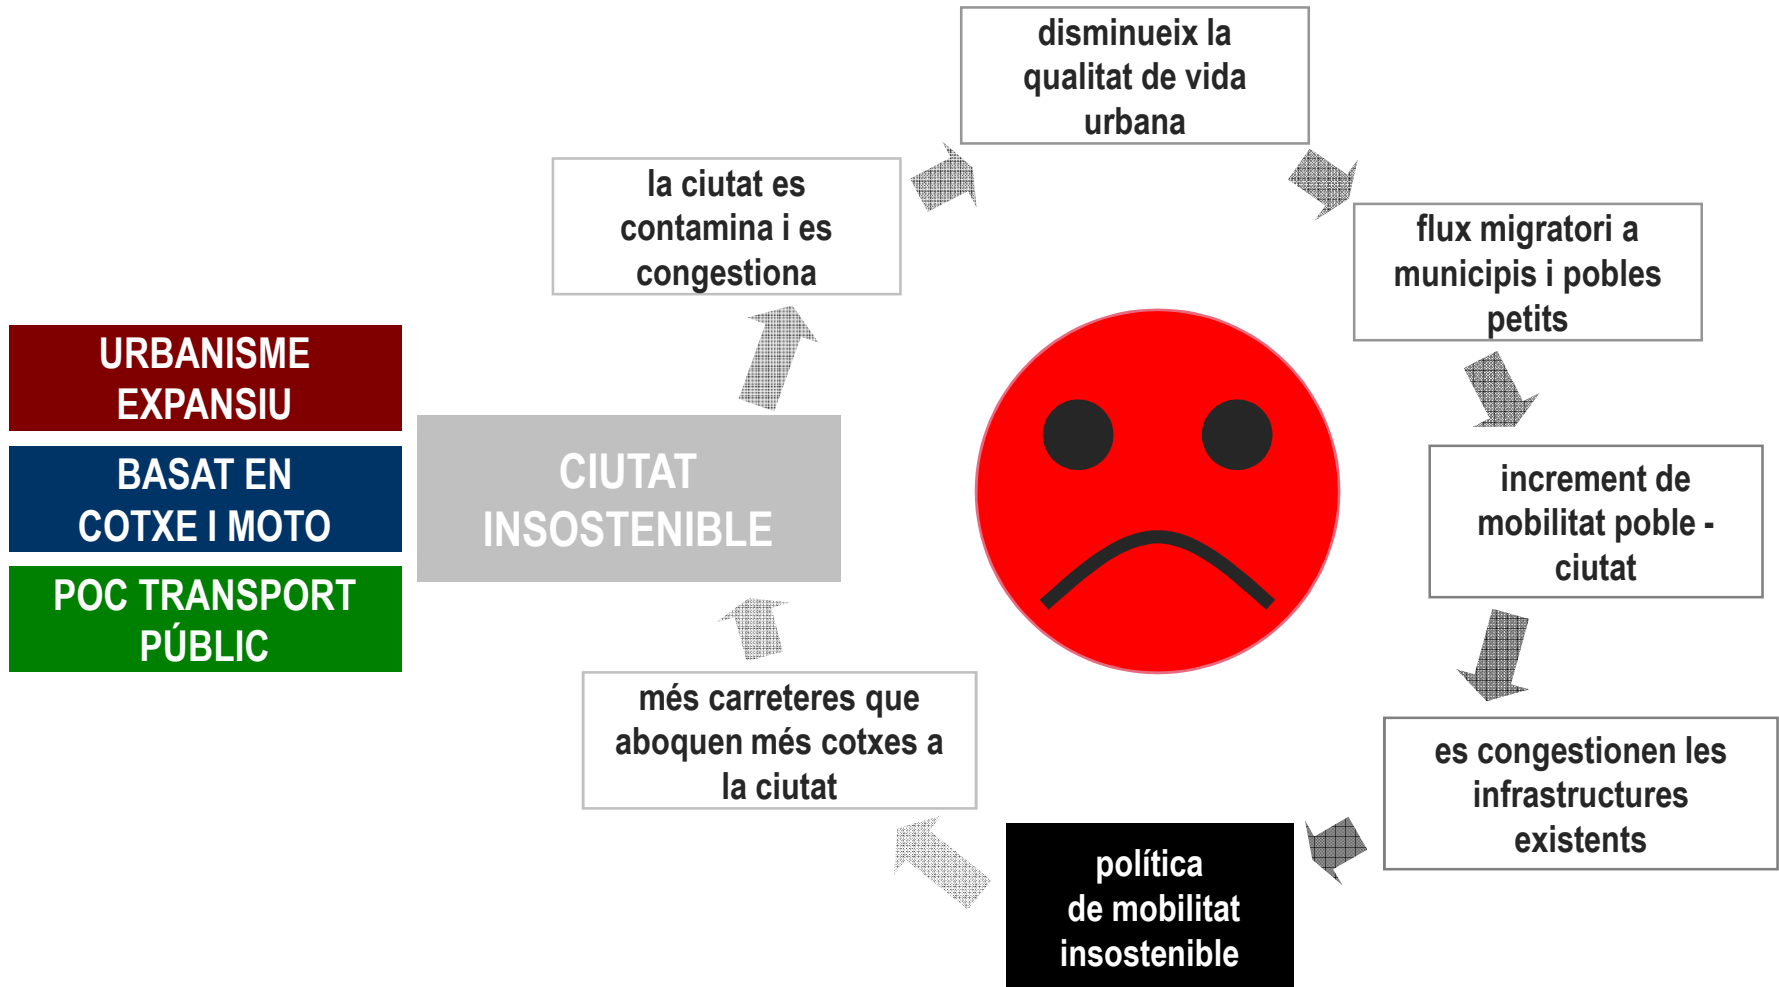 disminueix la
qualitat de vida
urbana
la ciutat es
contamina i es
congestiona
flux migratori a
municipis i pobles
petits
URBANISME
EXPANSIU
BASAT EN
COTXE I MOTO
POC TRANSPORT
PÚBLIC
CIUTAT
INSOSTENIBLE
increment de
mobilitat poble -
ciutat
més carreteres que
aboquen més cotxes a
la ciutat
es congestionen les
infrastructures
existents
política
de mobilitat
insostenible